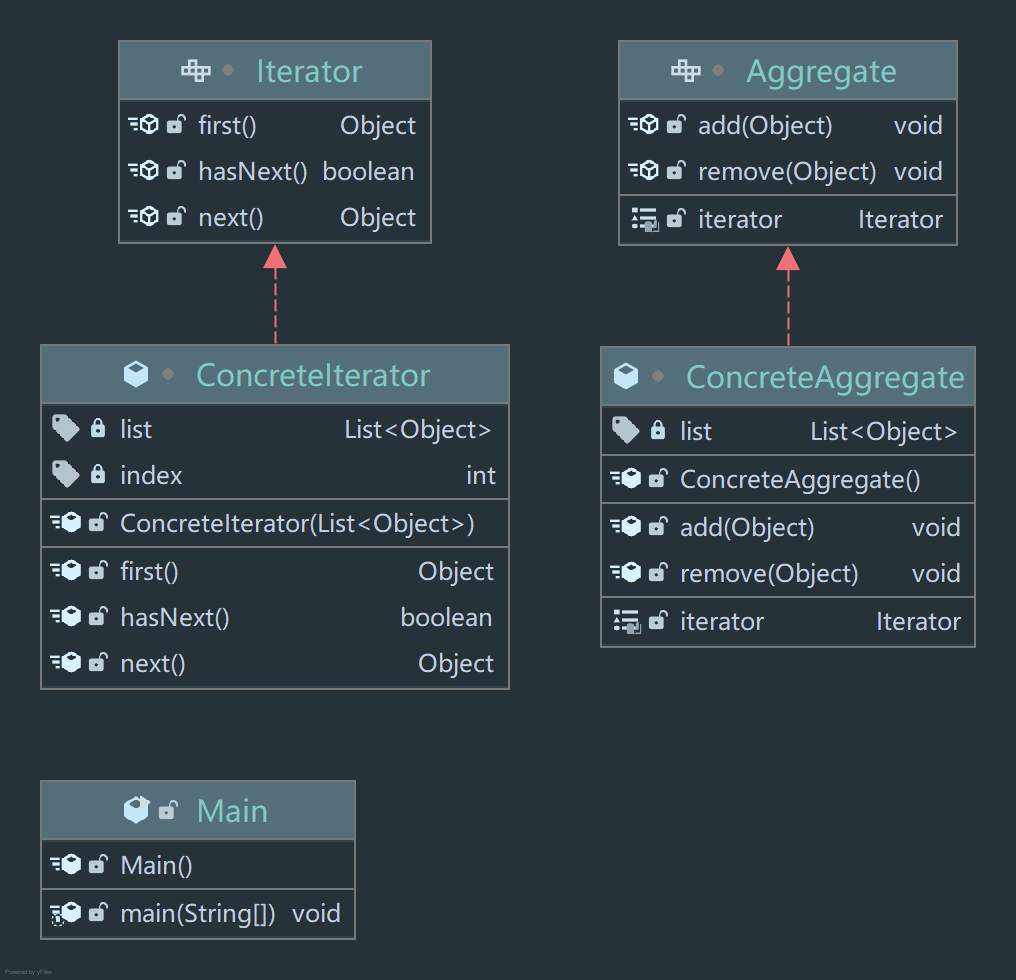 Iterator
first() Object
hasNext() boolean
next() Object
Aggregate
add(Object) void
remove(Object) void
iterator Iterator
ConcreteIterator
list List<Object>
index int
ConcreteIterator(List<Object>)
first() Object
hasNext() boolean
next() Object
ConcreteAggregate
list List<Object>
ConcreteAggregate()
add(Object) void
remove(Object) void
iterator Iterator
Main
Main()
main(String[]) void
Powered by yFiles